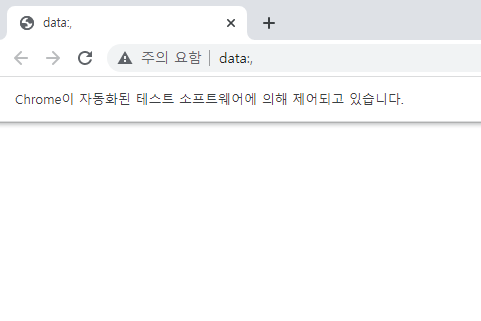 data:,
주의 요함 data:,
Chrome이 자동화된 테스트 소프트웨어에 의해 제어되고 있습니다.